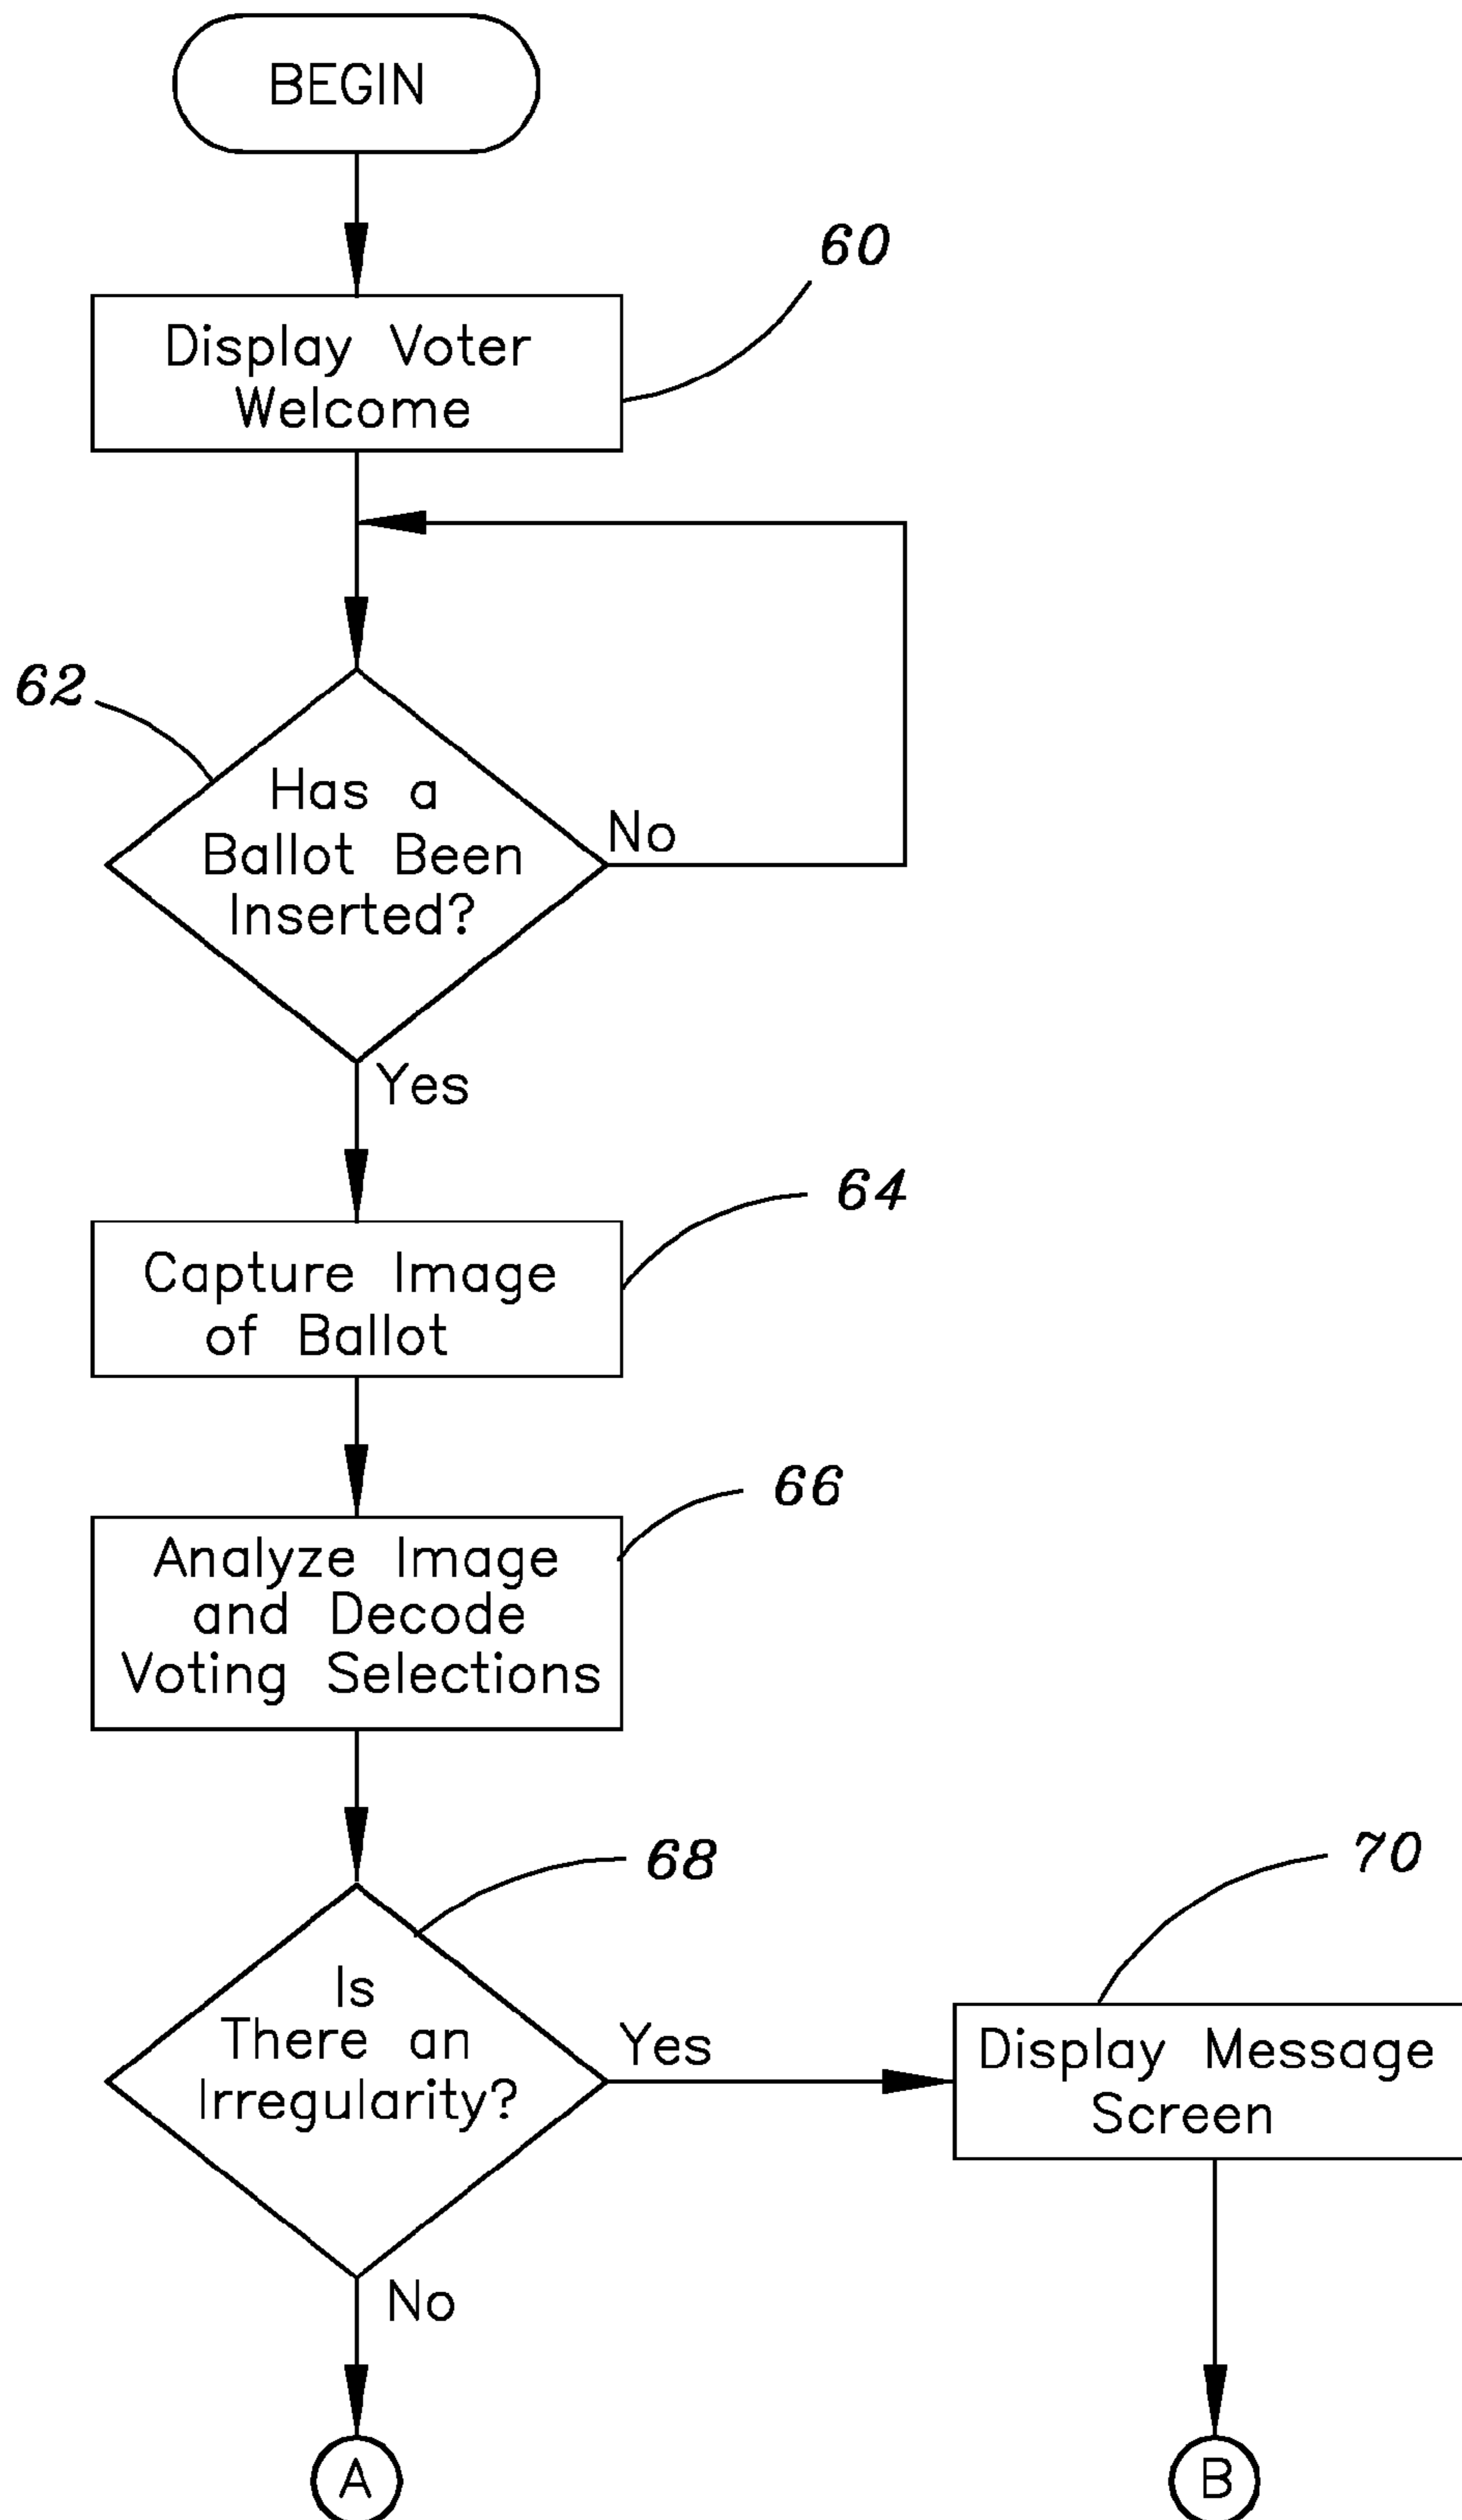 BEGIN
60
Display Voter
Welcome
62
Has a
Ballot Been
Inserted?
No
Yes
64
Capture Image
of Ballot
66
Analyze Image
and Decode
Voting Selections
68
70
Is
There an
Irregularity?
Yes
Display Message
Screen
No
A
B